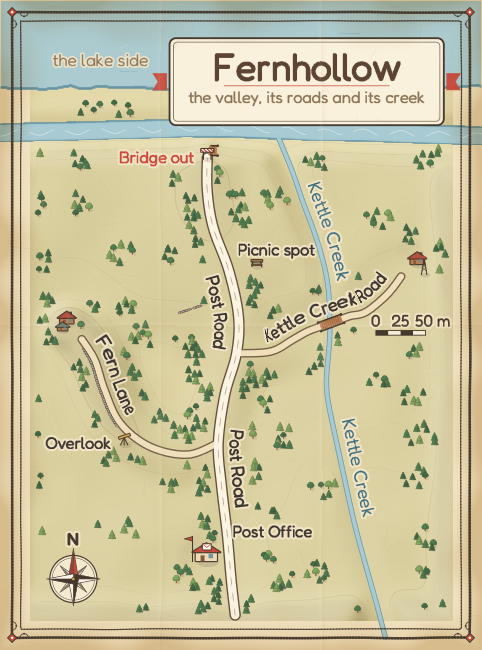 the lake side
Fernhollow
the valley, its roads and its creek
Bridge out
Kettle Creek
Picnic spot
Post Road
Kettle Creek Road
0 25 50 m
Fern Lane
Overlook
Post Road
Kettle Creek
Post Office
N